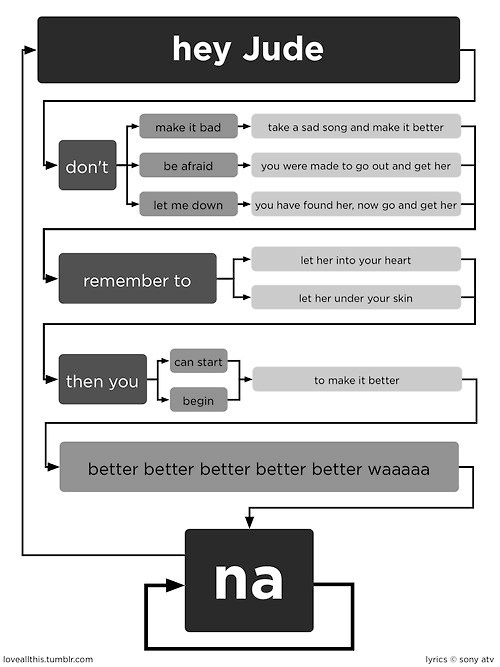 hey Jude
don't
make it bad
take a sad song and make it better
be afraid
you were made to go out and get her
let me down
you have found her, now go and get her
remember to
let her into your heart
let her under your skin
then you
can start
begin
to make it better
better better better better better waaaaa
na
loveallthis.tumblr.com
lyrics © sony atv